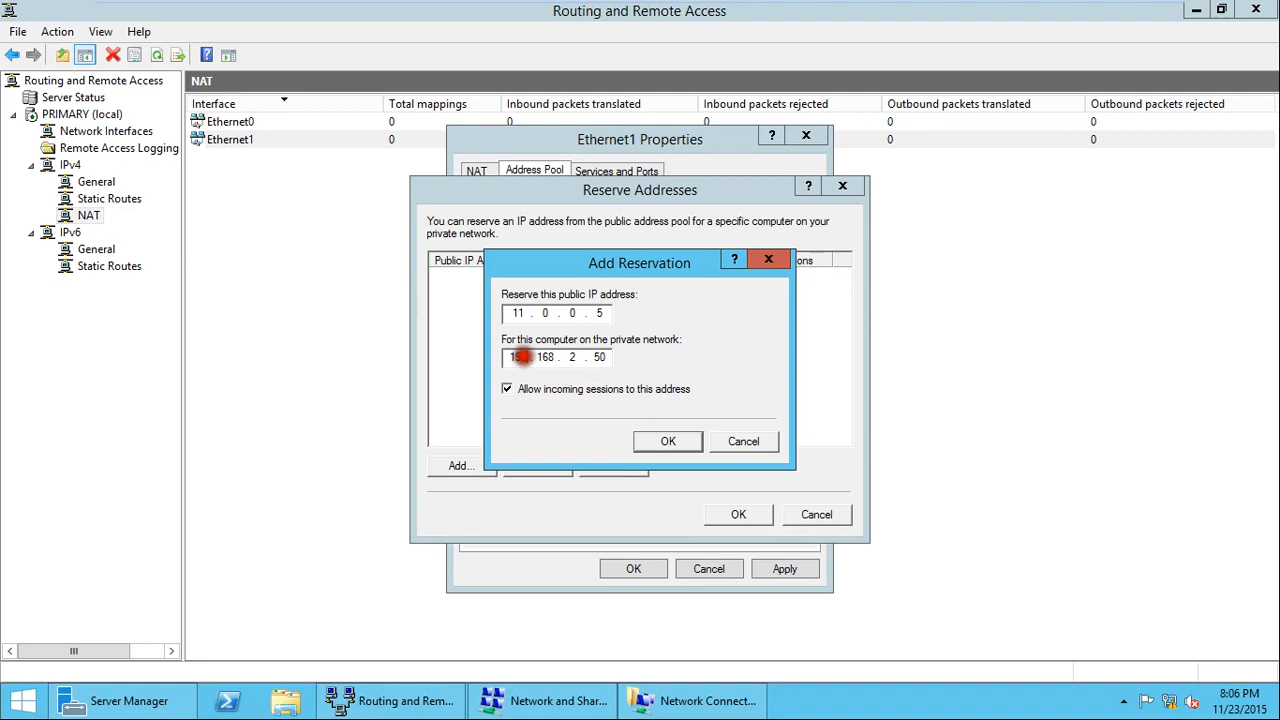 Routing and Remote Access
File Action View Help
Routing and Remote Access
Server Status
PRIMARY (local)
Network Interfaces
Remote Access Logging
IPv4
General
Static Routes
NAT
IPv6
General
Static Routes
NAT
Interface Total mappings Inbound packets translated Inbound packets rejected Outbound packets translated Outbound packets rejected
Ethernet0 0 0 0 0 0
Ethernet1 0 0 0
Ethernet1 Properties
NAT Address Pool Services and Ports
Reserve Addresses
You can reserve an IP address from the public address pool for a specific computer on your
private network.
Public IP
Add Reservation
Reserve this public IP address:
11 . 0 . 0 . 5
For this computer on the private network:
168 . 2 . 50
Allow incoming sessions to this address
OK Cancel
Add...
OK Cancel
OK Cancel Apply
Server Manager
Routing and Rem...
Network and Shar...
Network Connect...
8:06 PM
11/23/2015